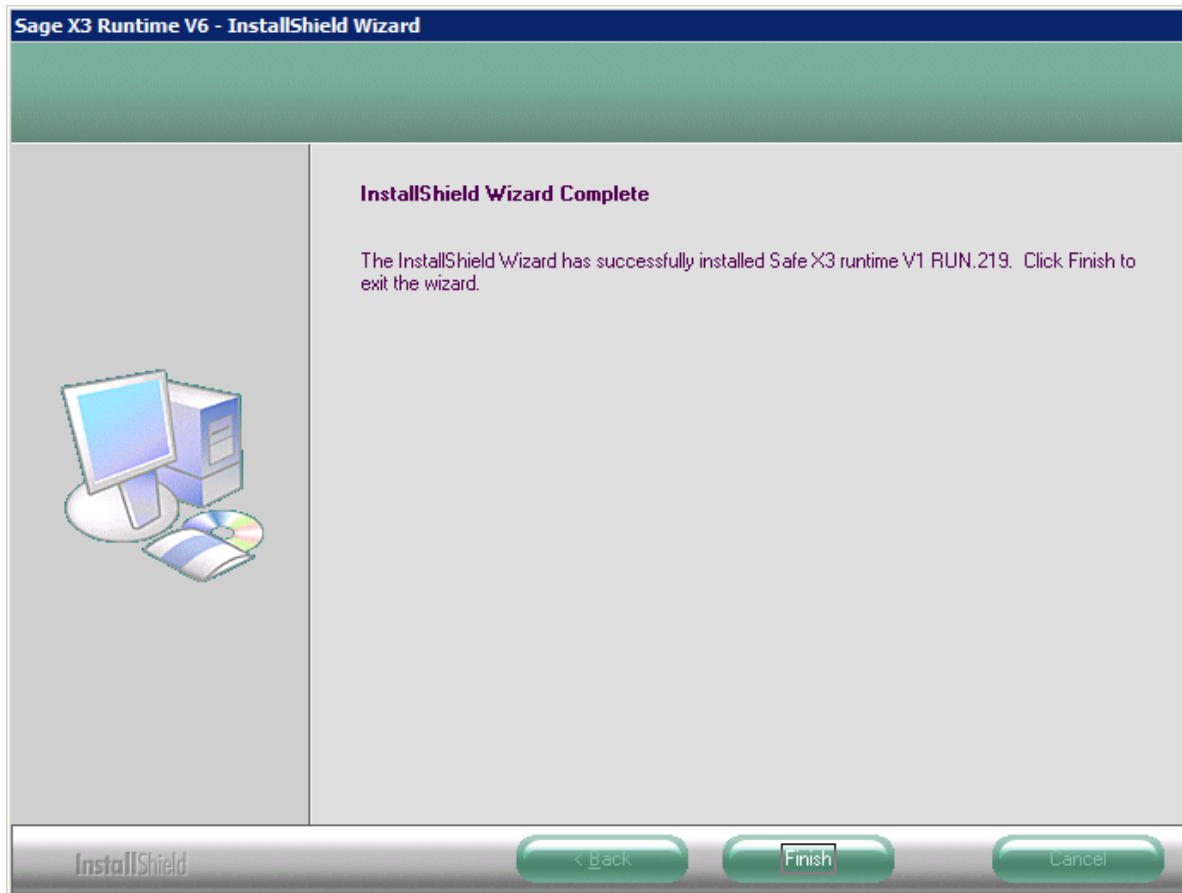 Sage X3 Runtime V6 - InstallShield Wizard
InstallShield Wizard Complete
The InstallShield Wizard has successfully installed Safe X3 runtime V1 RUN.219. Click Finish to
exit the wizard.
InstallShield
< Back
Finish
Cancel